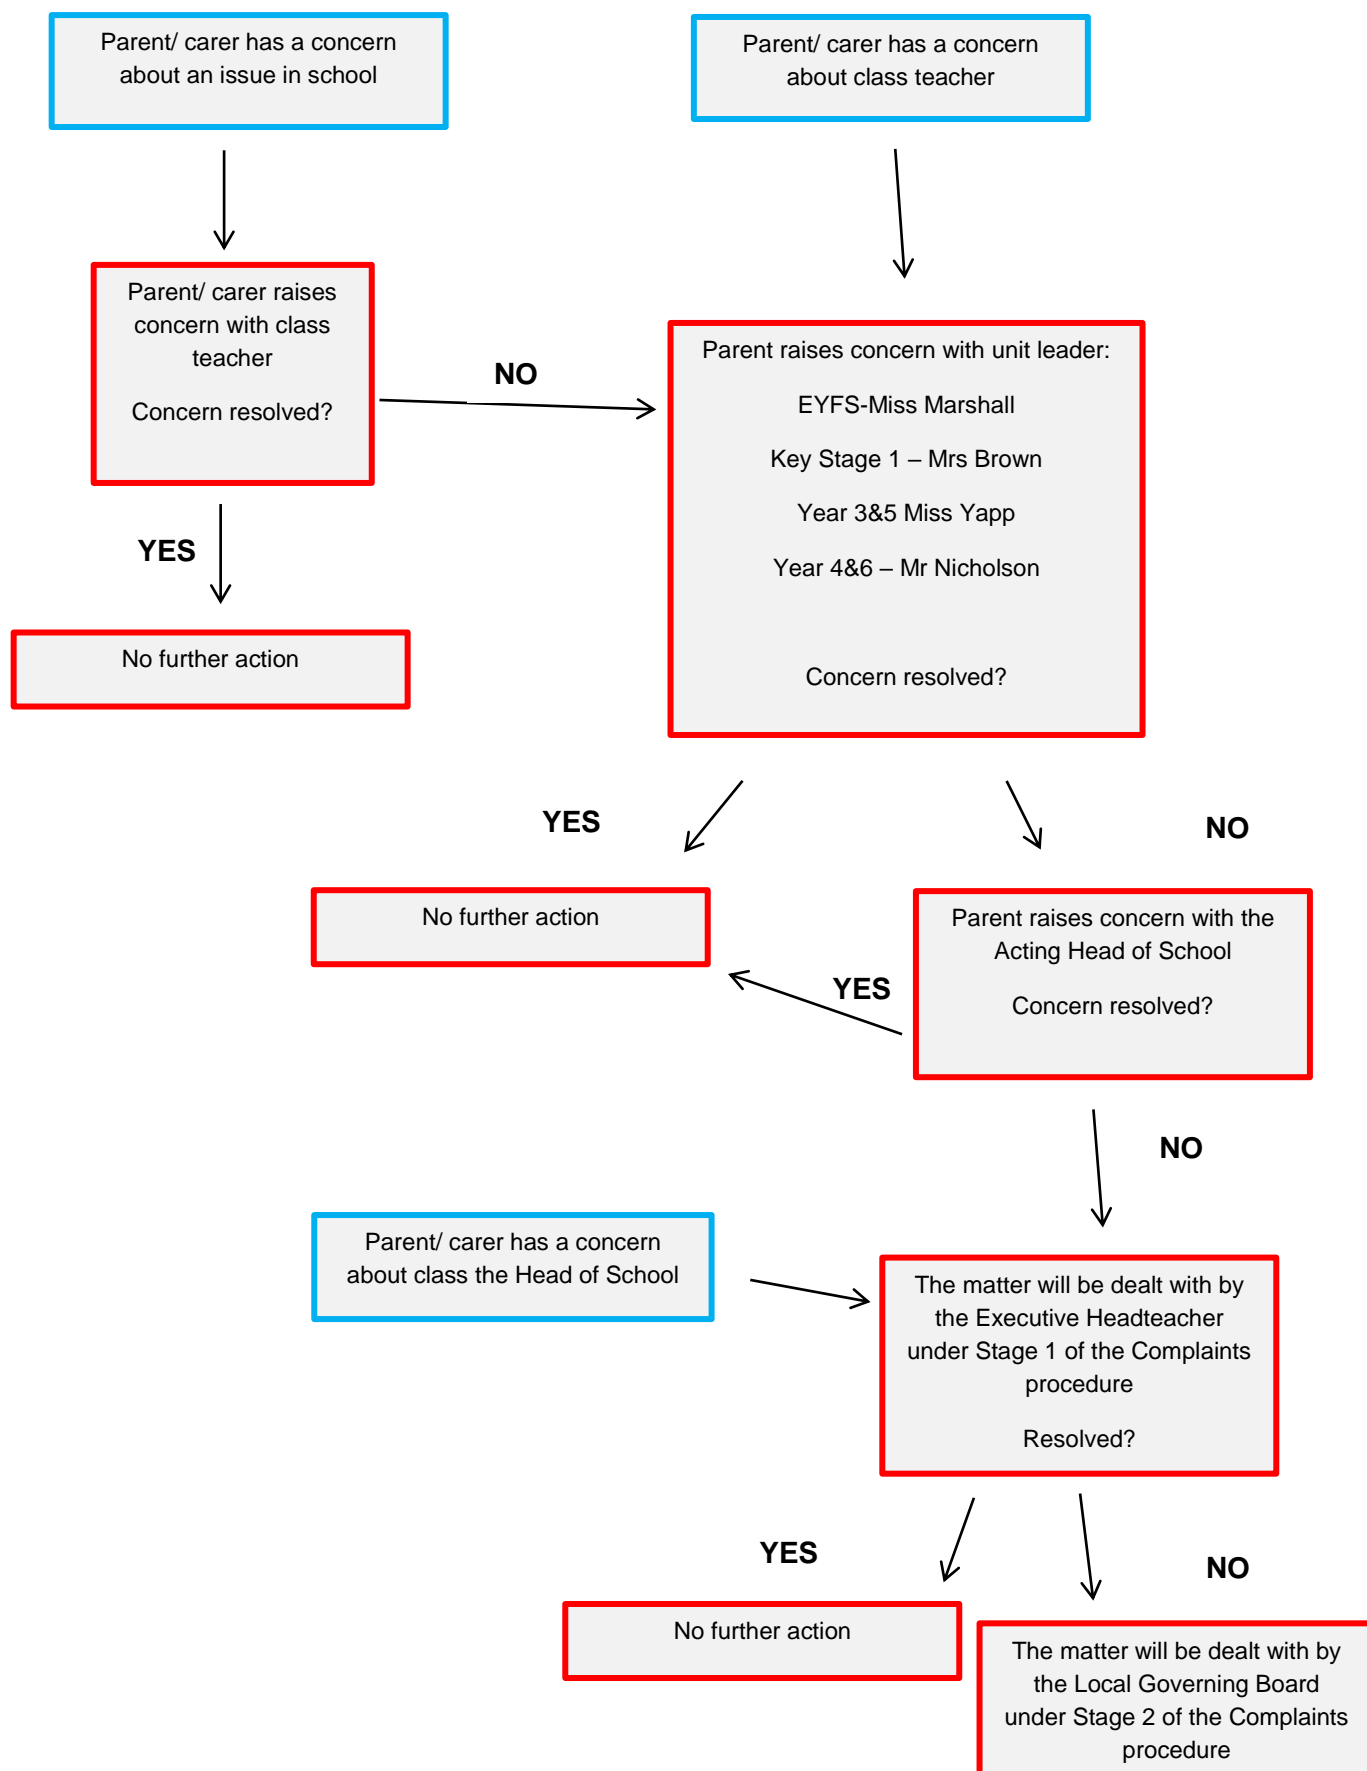 Parent/ carer has a concern
about an issue in school
Parent/ carer has a concern
about class teacher
Parent/ carer raises
concern with class
teacher
Concern resolved?
NO
Parent raises concern with unit leader:
EYFS-Miss Marshall
Key Stage 1 – Mrs Brown
Year 3&5 Miss Yapp
Year 4&6 – Mr Nicholson
Concern resolved?
YES
No further action
YES
NO
No further action
Parent raises concern with the
Acting Head of School
Concern resolved?
YES
NO
Parent/ carer has a concern
about class the Head of School
The matter will be dealt with by
the Executive Headteacher
under Stage 1 of the Complaints
procedure
Resolved?
YES
NO
No further action
The matter will be dealt with by
the Local Governing Board
under Stage 2 of the Complaints
procedure